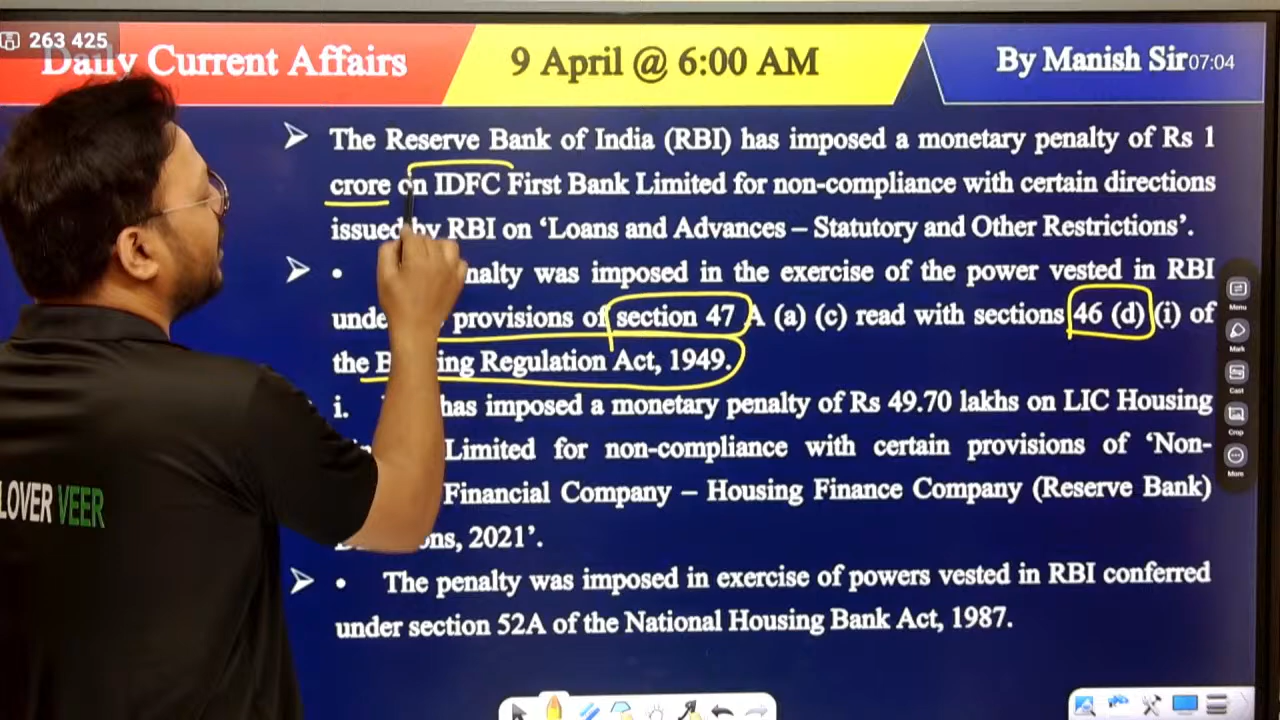 263 425
Daily Current Affairs
9 April @ 6:00 AM
By Manish Sir
07:04
The Reserve Bank of India (RBI) has imposed a monetary penalty of Rs 1
crore on IDFC First Bank Limited for non-compliance with certain directions
issued by RBI on ‘Loans and Advances – Statutory and Other Restrictions’.
• nalty was imposed in the exercise of the power vested in RBI
unde provisions of section 47 A (a) (c) read with sections 46 (d) (i) of
the B ing Regulation Act, 1949.
i. has imposed a monetary penalty of Rs 49.70 lakhs on LIC Housing
Limited for non-compliance with certain provisions of ‘Non-
Financial Company – Housing Finance Company (Reserve Bank)
ons, 2021’.
• The penalty was imposed in exercise of powers vested in RBI conferred
under section 52A of the National Housing Bank Act, 1987.
LOVER VEER
Menu
Mark
Cast
Crop
More